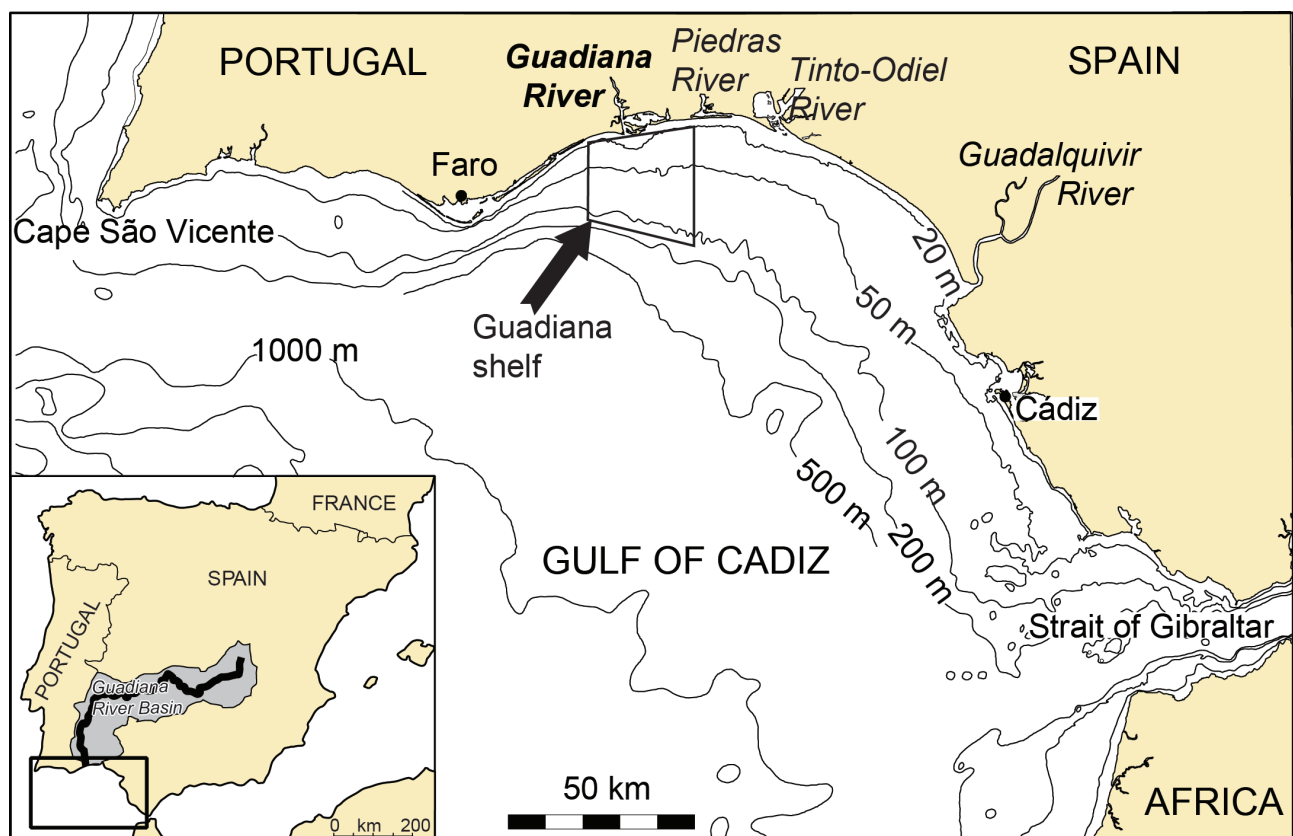 PORTUGAL
Guadiana
River
Piedras
River
Tinto-Odiel
River
SPAIN
Faro
Guadalquivir
River
Cape São Vicente
20 m
50 m
Guadiana
shelf
1000 m
Cádiz
100 m
500 m
200 m
GULF OF CADIZ
Strait of Gibraltar
AFRICA
50 km
FRANCE
SPAIN
PORTUGAL
Guadiana
River Basin
0 km 200